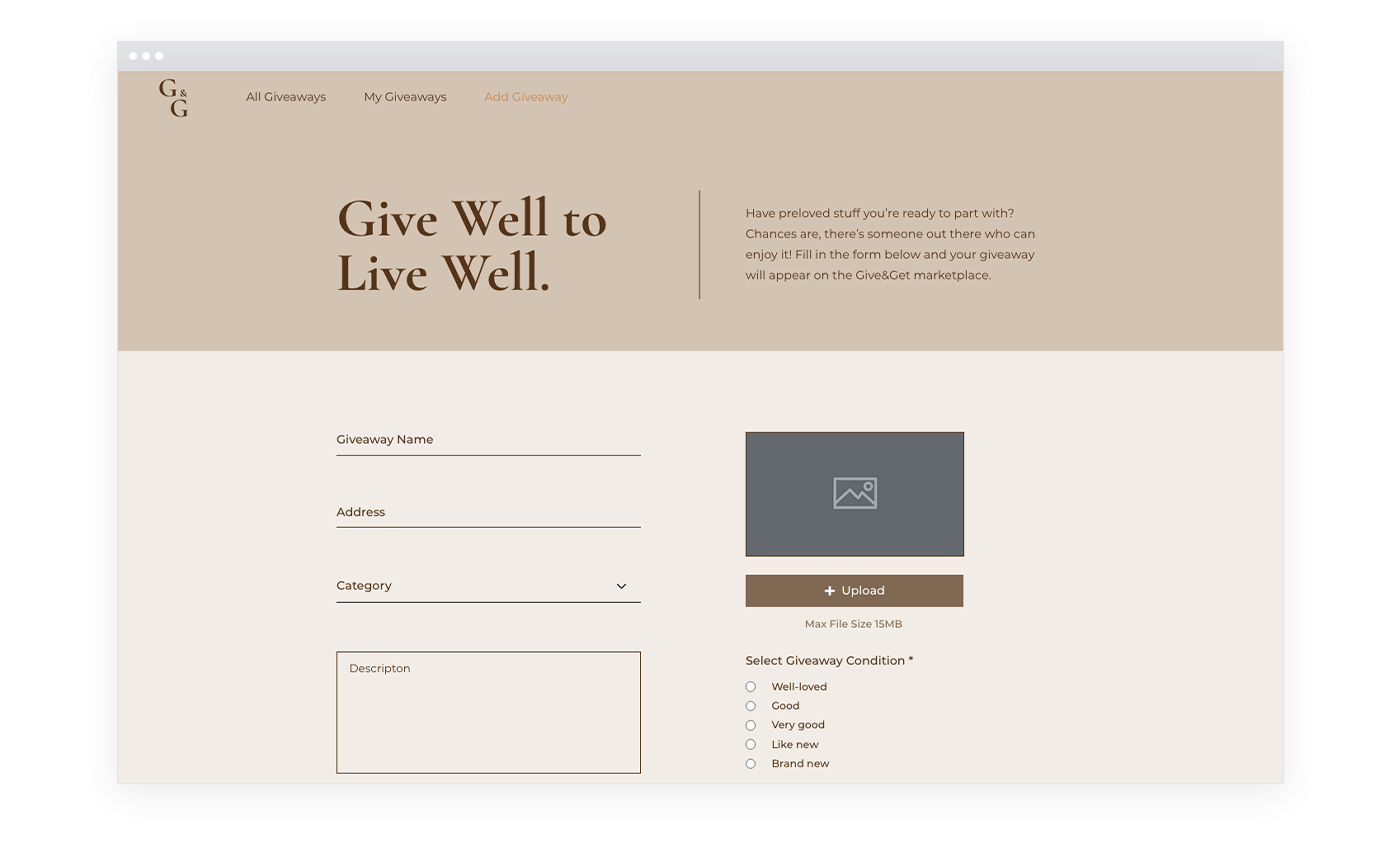 G &
G
All Giveaways
My Giveaways
Add Giveaway
Give Well to
Live Well.
Have preloved stuff you’re ready to part with?
Chances are, there’s someone out there who can
enjoy it! Fill in the form below and your giveaway
will appear on the Give&Get marketplace.
Giveaway Name
Address
Category
Descripton
Upload
Max File Size 15MB
Select Giveaway Condition *
Well-loved
Good
Very good
Like new
Brand new